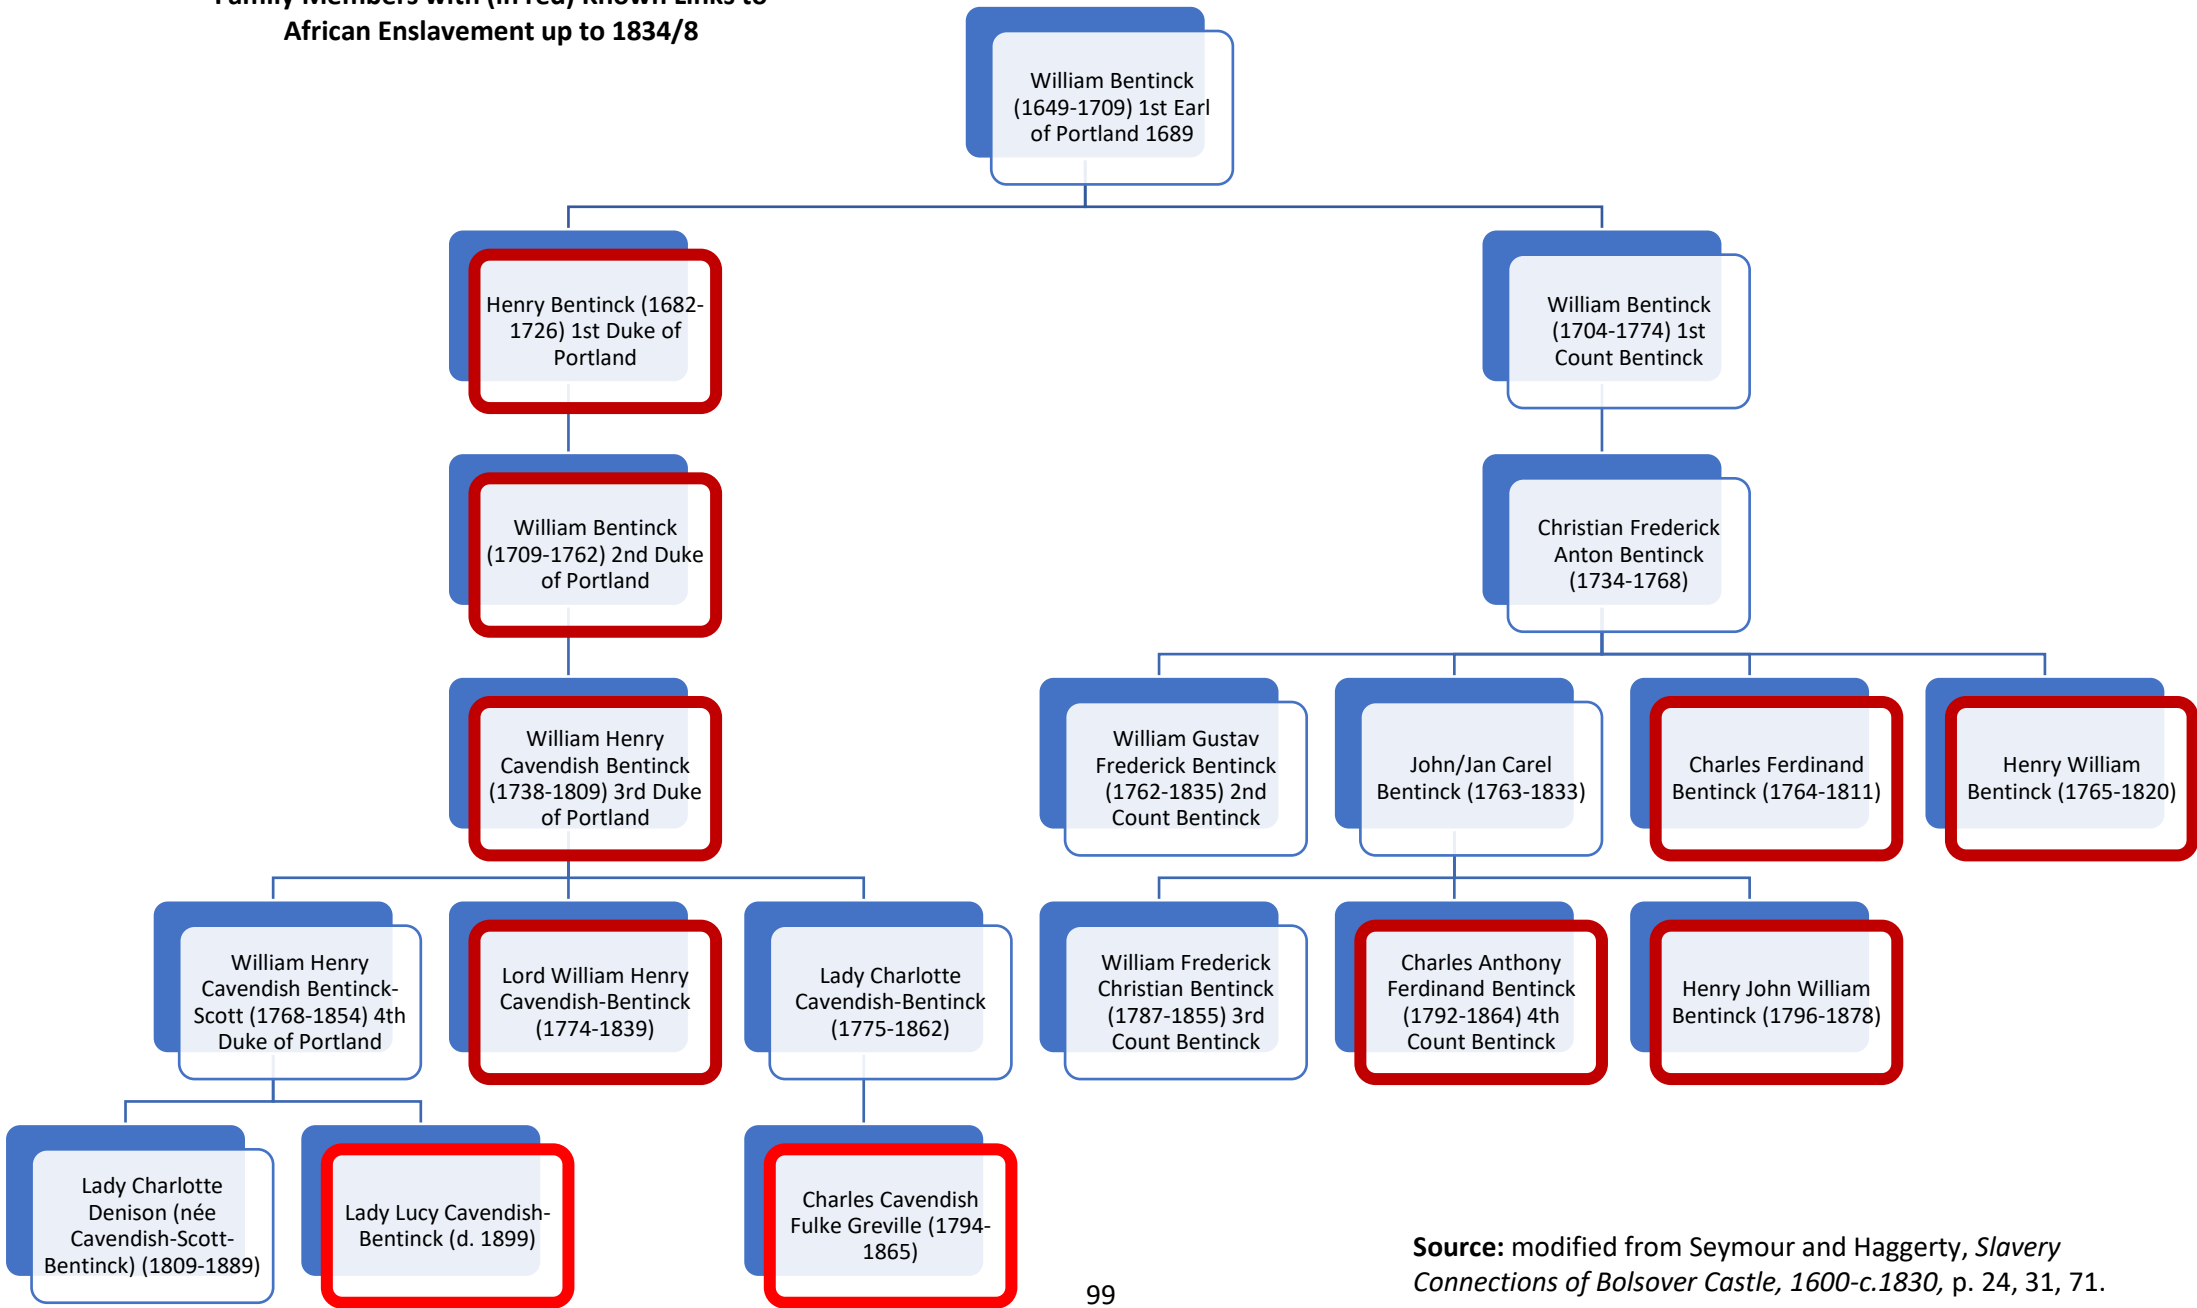 Family Members with (in red) Known Links to
African Enslavement up to 1834/8
William Bentinck
(1649-1709) 1st Earl
of Portland 1689
Henry Bentinck (1682-
1726) 1st Duke of
Portland
William Bentinck
(1704-1774) 1st
Count Bentinck
William Bentinck
(1709-1762) 2nd Duke
of Portland
Christian Frederick
Anton Bentinck
(1734-1768)
William Henry
Cavendish Bentinck
(1738-1809) 3rd Duke
of Portland
William Gustav
Frederick Bentinck
(1762-1835) 2nd
Count Bentinck
John/Jan Carel
Bentinck (1763-1833)
Charles Ferdinand
Bentinck (1764-1811)
Henry William
Bentinck (1765-1820)
William Henry
Cavendish Bentinck-
Scott (1768-1854) 4th
Duke of Portland
Lord William Henry
Cavendish-Bentinck
(1774-1839)
Lady Charlotte
Cavendish-Bentinck
(1775-1862)
William Frederick
Christian Bentinck
(1787-1855) 3rd
Count Bentinck
Charles Anthony
Ferdinand Bentinck
(1792-1864) 4th
Count Bentinck
Henry John William
Bentinck (1796-1878)
Lady Charlotte
Denison (née
Cavendish-Scott-
Bentinck) (1809-1889)
Lady Lucy Cavendish-
Bentinck (d. 1899)
Charles Cavendish
Fulke Greville (1794-
1865)
Source: modified from Seymour and Haggerty, Slavery
Connections of Bolsover Castle, 1600-c.1830, p. 24, 31, 71.
99